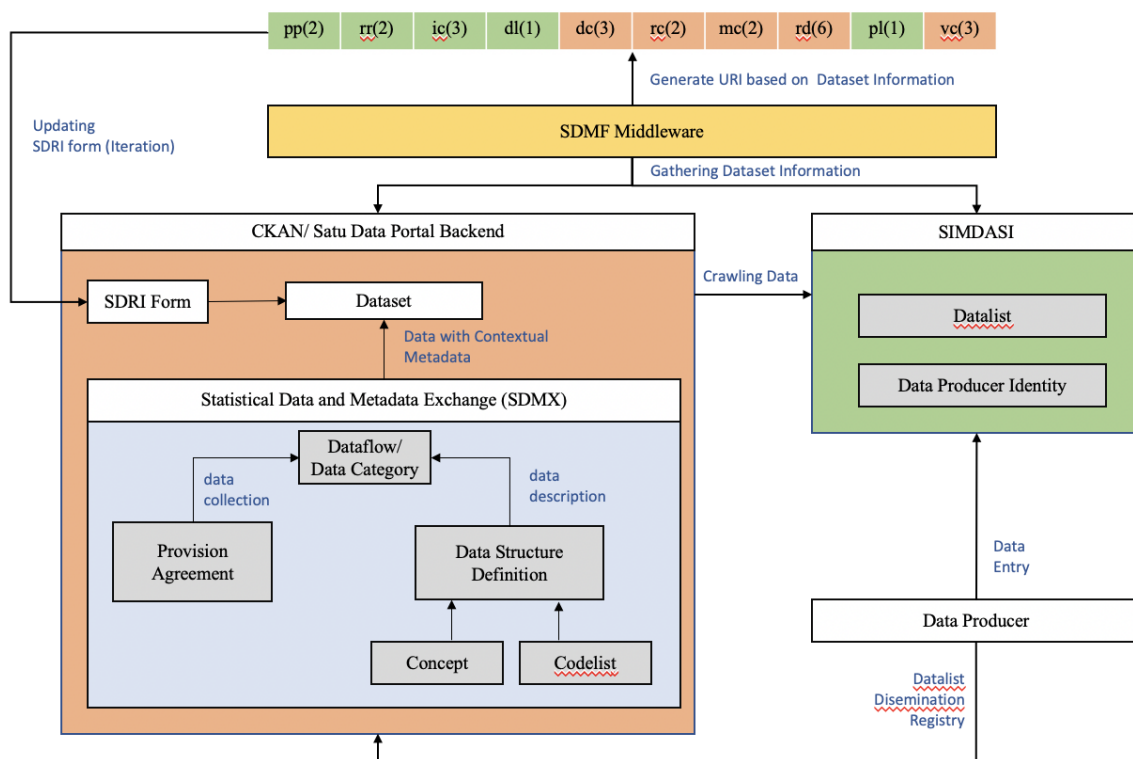 pp(2) rr(2) ic(3) dl(1) dc(3) rc(2) mc(2) rd(6) pl(1) vc(3)
Generate URI based on Dataset Information
Updating
SDRI form (Iteration)
SDMF Middleware
Gathering Dataset Information
CKAN/ Satu Data Portal Backend
SIMDASI
Crawling Data
SDRI Form
Dataset
Datalist
Data with Contextual
Metadata
Data Producer Identity
Statistical Data and Metadata Exchange (SDMX)
Dataflow/
Data Category
data
collection
data
description
Provision
Agreement
Data Structure
Definition
Data
Entry
Data Producer
Concept
Codelist
Datalist
Disemination
Registry